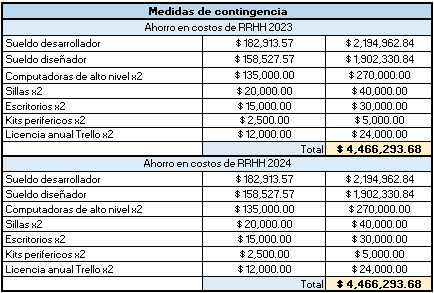 Medidas de contingencia
Ahorro en costos de RRHH 2023
Sueldo desarrollador $ 182,913.57 $ 2,194,962.84
Sueldo diseñador $ 158,527.57 $ 1,902,330.84
Computadoras de alto nivel x2 $ 135,000.00 $ 270,000.00
Sillas x2 $ 20,000.00 $ 40,000.00
Escritorios x2 $ 15,000.00 $ 30,000.00
Kits perifericos x2 $ 2,500.00 $ 5,000.00
Licencia anual Trello x2 $ 12,000.00 $ 24,000.00
Total $ 4,466,293.68
Ahorro en costos de RRHH 2024
Sueldo desarrollador $ 182,913.57 $ 2,194,962.84
Sueldo diseñador $ 158,527.57 $ 1,902,330.84
Computadoras de alto nivel x2 $ 135,000.00 $ 270,000.00
Sillas x2 $ 20,000.00 $ 40,000.00
Escritorios x2 $ 15,000.00 $ 30,000.00
Kits perifericos x2 $ 2,500.00 $ 5,000.00
Licencia anual Trello x2 $ 12,000.00 $ 24,000.00
Total $ 4,466,293.68